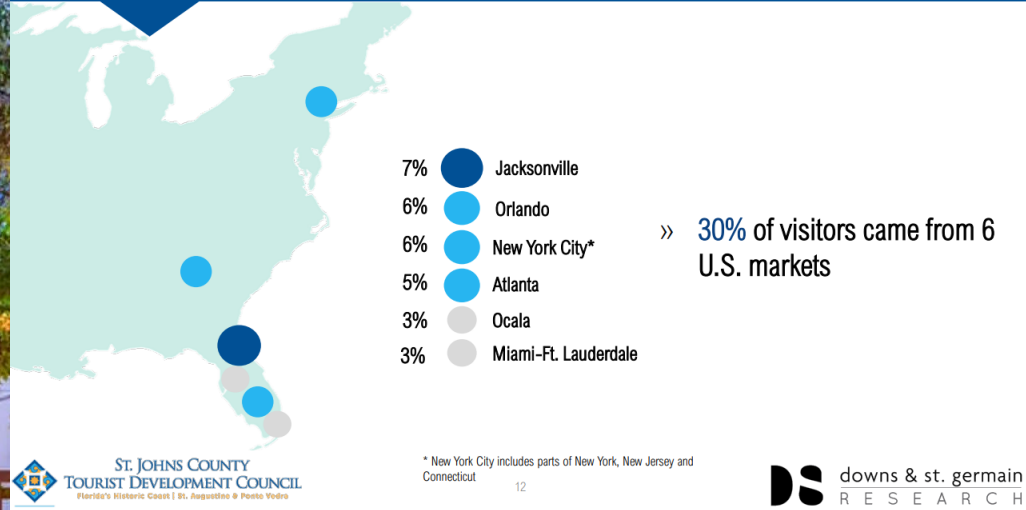 7% Jacksonville
6% Orlando
6% New York City*
5% Atlanta
3% Ocala
3% Miami-Ft. Lauderdale
» 30% of visitors came from 6
U.S. markets
* New York City includes parts of New York, New Jersey and
Connecticut
12
ST. JOHNS COUNTY
TOURIST DEVELOPMENT COUNCIL
Florida's Historic Coast | St. Augustine & Ponte Vedra
DS
downs & st. germain
RESEARCH